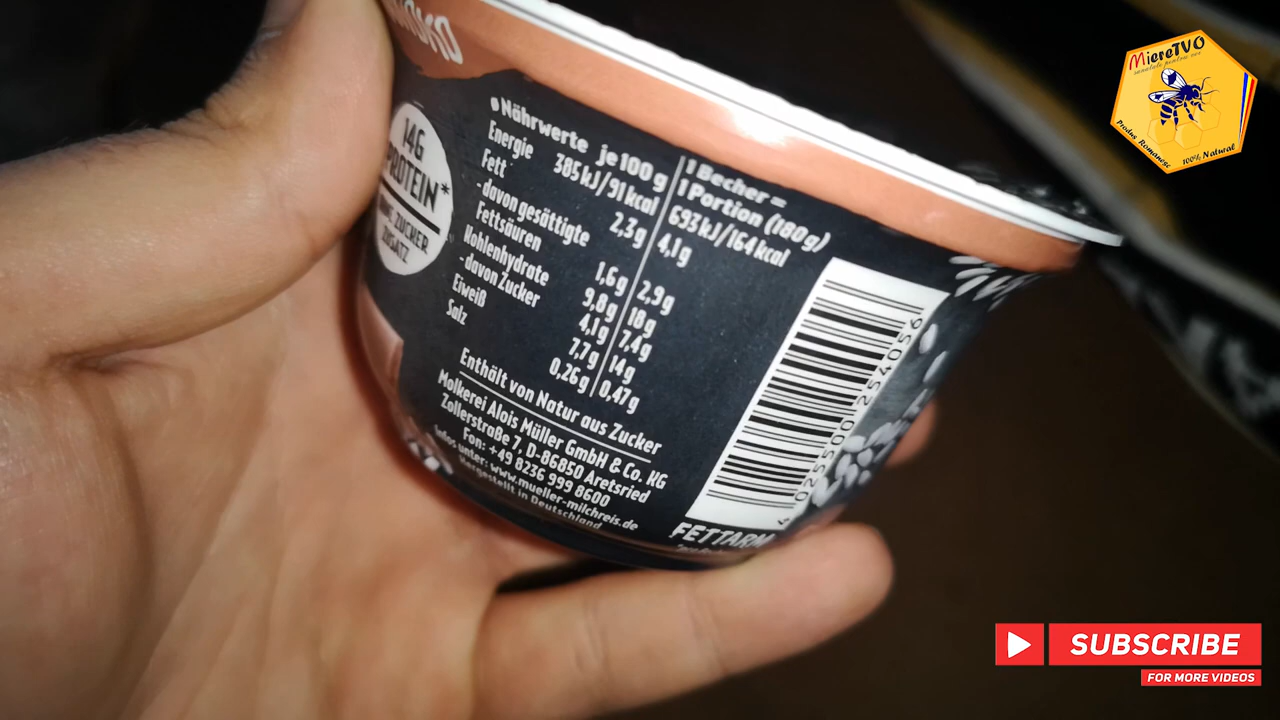 14G
PROTEIN*
OHNE ZUCKER
ZUSATZ
Nährwerte je 100 g 1 Becher =
1 Portion (180 g)
Energie 385 kJ/91 kcal 693 kJ/164 kcal
Fett 2,3g 4,1g
-davon gesättigte
Fettsäuren 1,6g 2,9g
Kohlenhydrate 9,8g 18g
-davon Zucker 4,1g 7,4g
Eiweiß 7,7g 14g
Salz 0,26g 0,47g
Enthält von Natur aus Zucker
Molkerei Alois Müller GmbH & Co. KG
Zollerstraße 7, D-86850 Aretsried
Fon: +49 8236 999 8600
Infos unter: www.mueller-milchreis.de
Hergestellt in Deutschland
4 025500 254056
FETTARM
MiereTVO
Produs Romanesc
100% Natural
SUBSCRIBE
FOR MORE VIDEOS